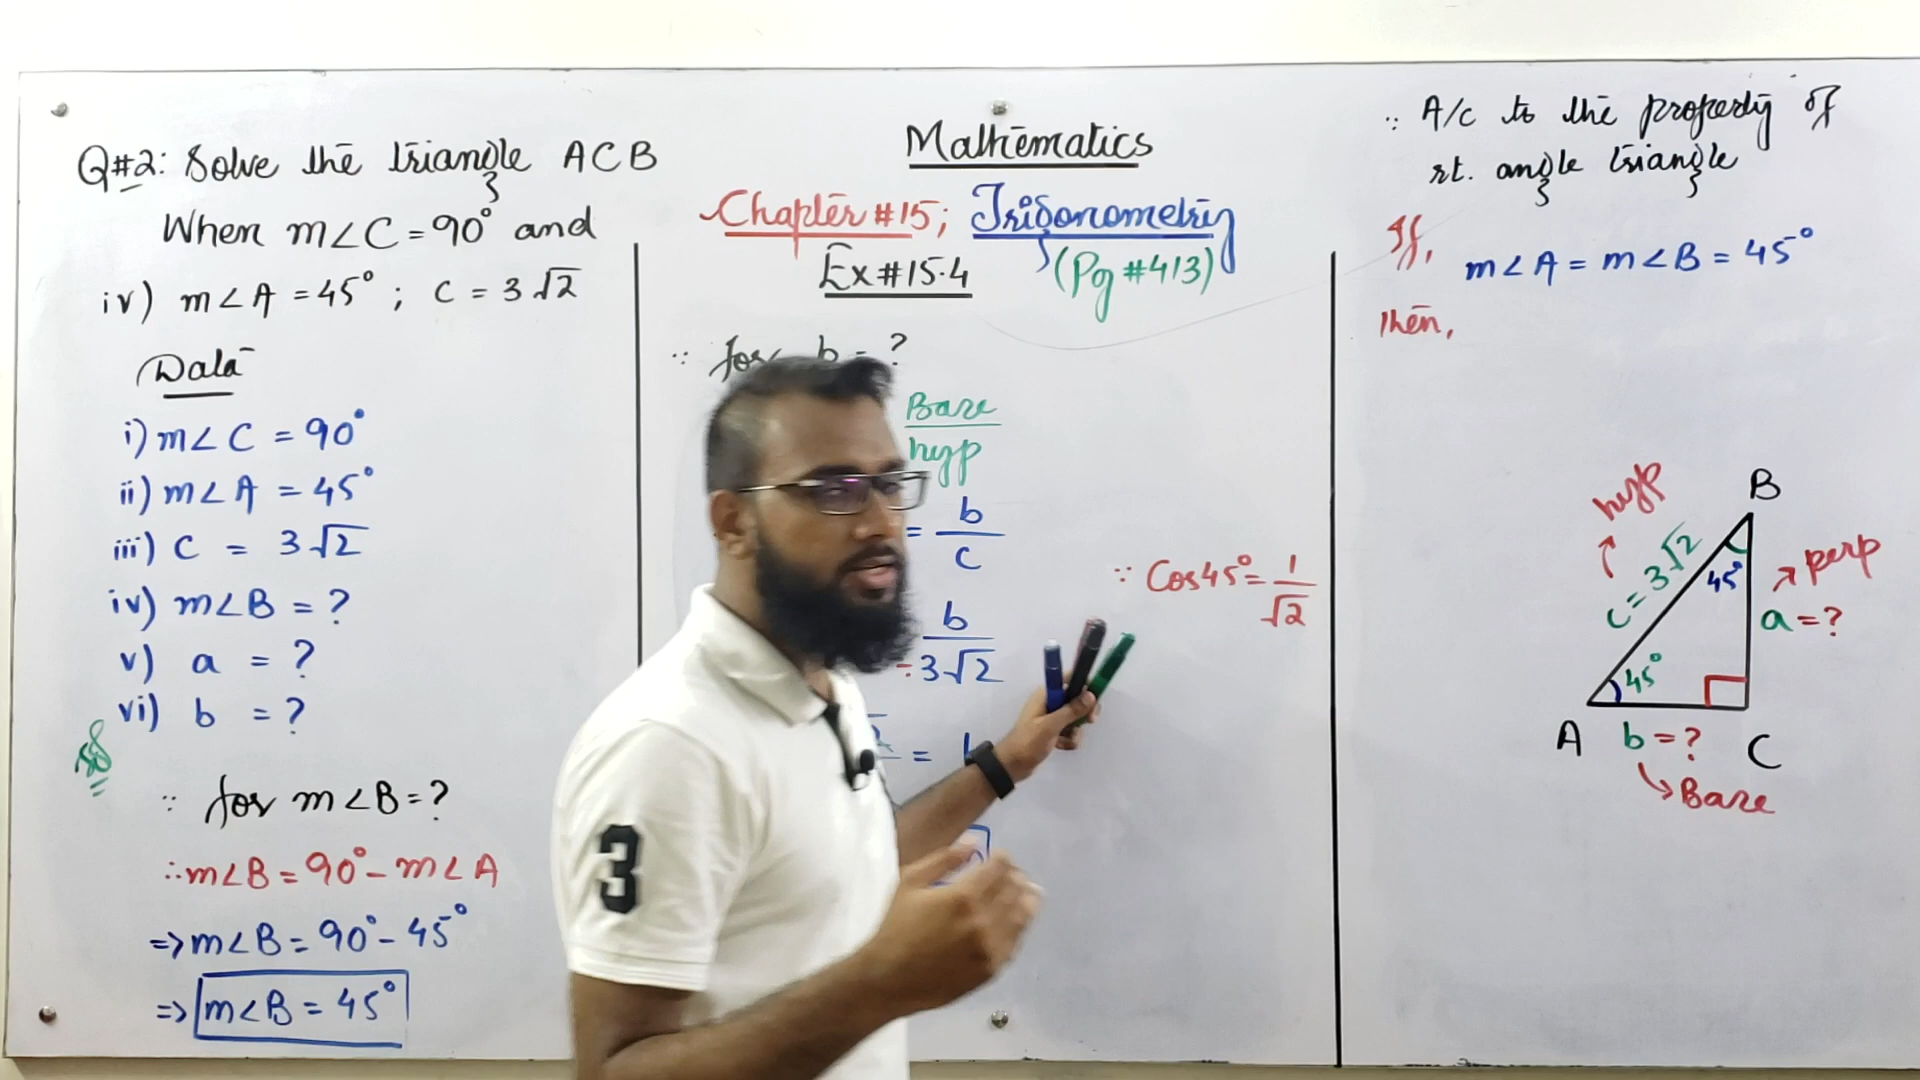 Mathematics
Chapter #15; Trigonometry
Ex #15.4 (Pg #413)
Q#2: Solve the triangle ACB
When m∠C = 90° and
iv) m∠A = 45° ; c = 3√2
Data
i) m∠C = 90°
ii) m∠A = 45°
iii) c = 3√2
iv) m∠B = ?
v) a = ?
vi) b = ?
Sol
∵ for m∠B = ?
∴ m∠B = 90° - m∠A
=> m∠B = 90° - 45°
=> m∠B = 45°
∵ for b = ?
Base
hyp
= b/c
b
3√2
=
∵ Cos45° = 1/√2
∵ A/c to the property of
rt. angle triangle
If,
m∠A = m∠B = 45°
then,
B
hyp
c = 3√2
45°
perp
a = ?
45°
A
b = ?
C
Base
3